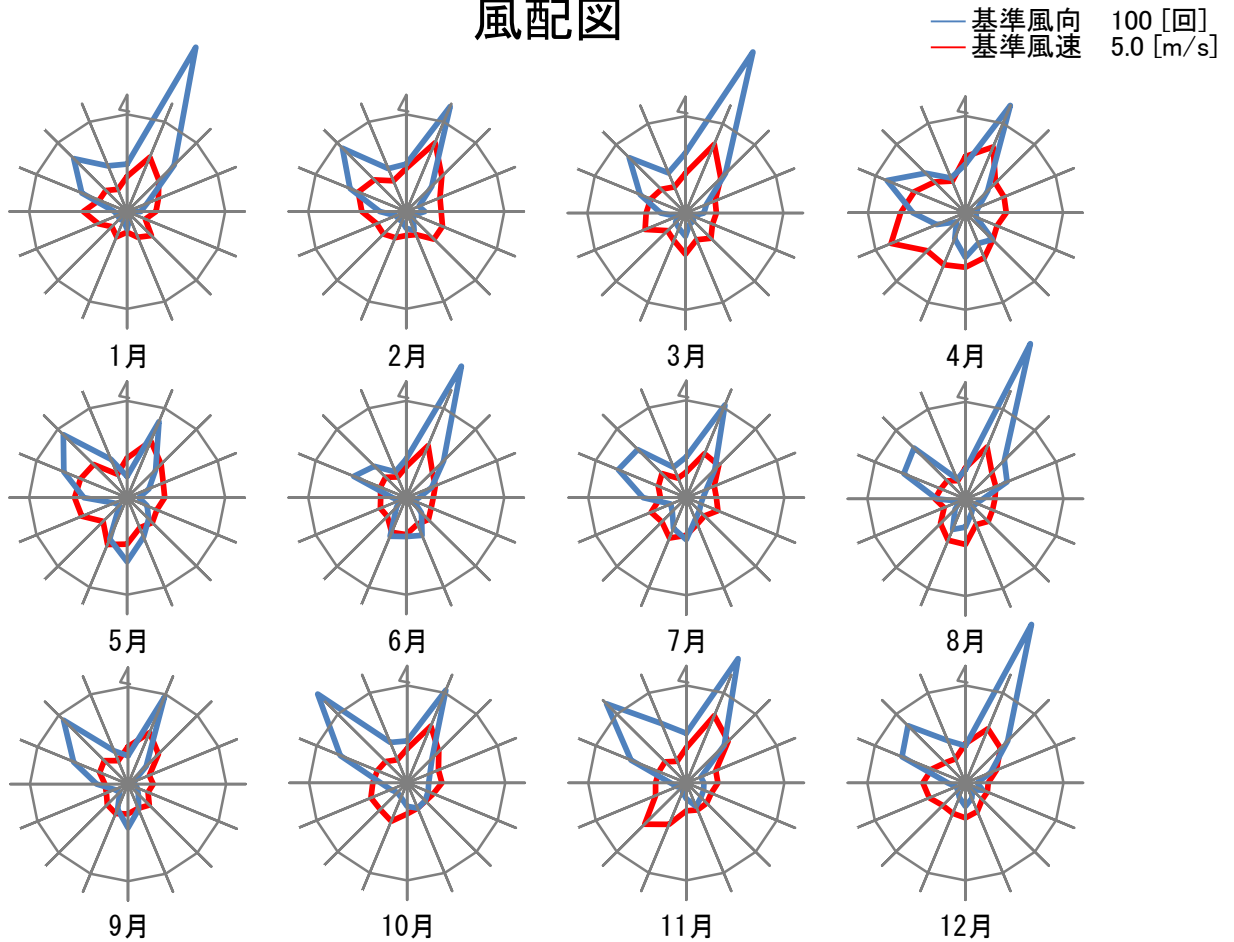 風配図
基準風向 100 [回]
基準風速 5.0 [m/s]
1月
2月
3月
4月
5月
6月
7月
8月
9月
10月
11月
12月